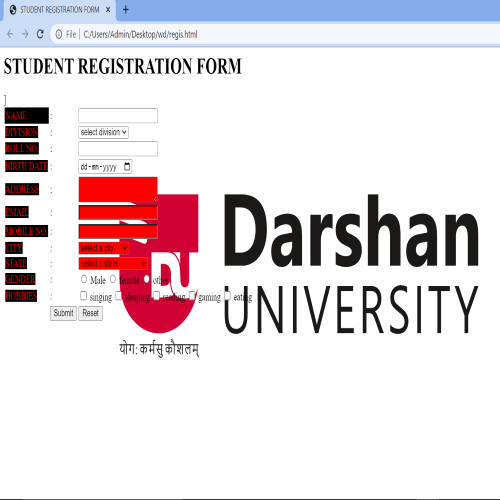 STUDENT REGISTRATION FORM
File | C:/Users/Admin/Desktop/wd/regis.html
STUDENT REGISTRATION FORM
]
NAME :
DIVISION : select division
ROLL NO. :
BIRTH DATE : dd-mm-yyyy
ADDRESS :
EMAIL :
MOBILE NO. :
CITY : select a city
STATE : select a state
GENDER : Male female other
HOBBIES : singing sleeping reading gaming eating
Submit Reset
Darshan
UNIVERSITY
योग: कर्मसु कौशलम्